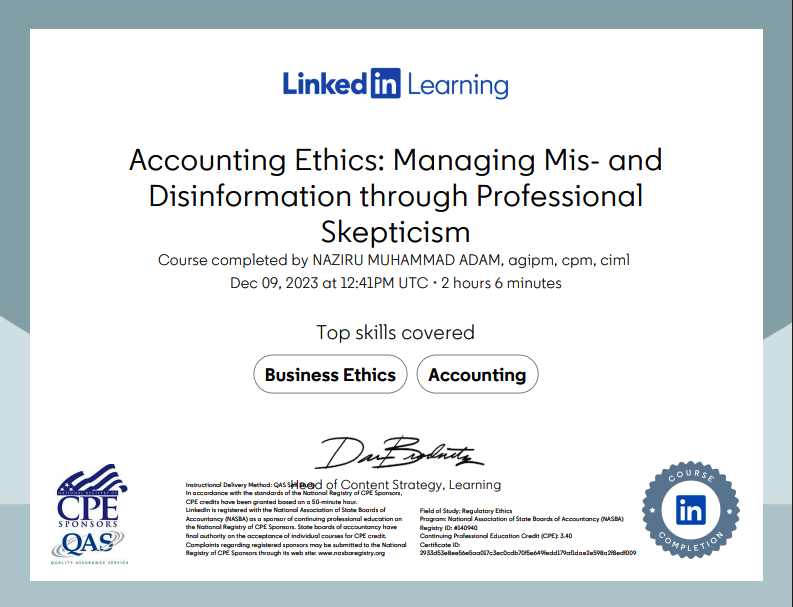 LinkedIn Learning
Accounting Ethics: Managing Mis- and
Disinformation through Professional
Skepticism
Course completed by NAZIRU MUHAMMAD ADAM, agipm, cpm, ciml
Dec 09, 2023 at 12:41PM UTC • 2 hours 6 minutes
Top skills covered
Business Ethics
Accounting
Head of Content Strategy, Learning
Instructional Delivery Method: QAS Self Study
In accordance with the standards of the National Registry of CPE Sponsors,
CPE credits have been granted based on a 50-minute hour.
LinkedIn is registered with the National Association of State Boards of
Accountancy (NASBA) as a sponsor of continuing professional education on
the National Registry of CPE Sponsors. State boards of accountancy have
final authority on the acceptance of individual courses for CPE credit.
Complaints regarding registered sponsors may be submitted to the National
Registry of CPE Sponsors through its web site: www.nasbaregistry.org
Field of Study: Regulatory Ethics
Program: National Association of State Boards of Accountancy (NASBA)
Registry ID: #140940
Continuing Professional Education Credit (CPE): 3.40
Certificate ID:
NATIONAL REGISTRY OF
CPE
SPONSORS
QAS
QUALITY ASSURANCE SERVICE
COURSE
in
COMPLETION